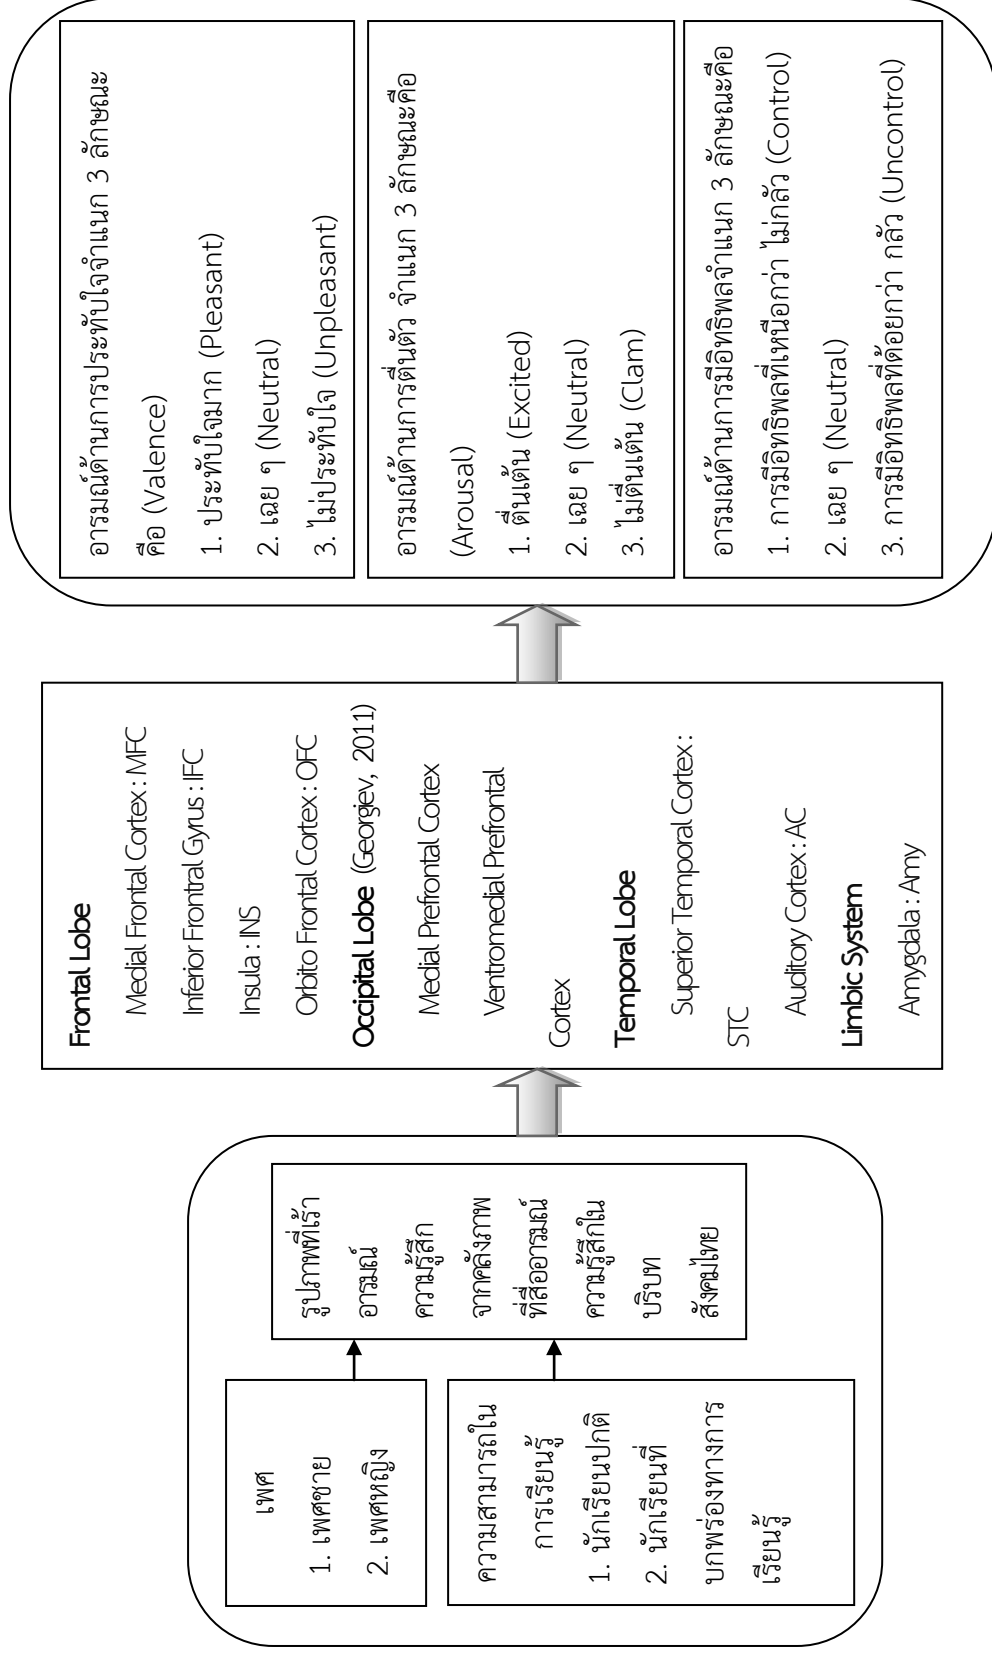 เพศ
1. เพศชาย
2. เพศหญิง
ความสามารถใน
การเรียนรู้
1. นักเรียนปกติ
2. นักเรียนที่
บกพร่องทางการ
เรียนรู้
รูปภาพที่เร้า
อารมณ์
ความรู้สึก
จากคลังภาพ
ที่สื่ออารมณ์
ความรู้สึกใน
บริบท
สังคมไทย
Frontal Lobe
Medial Frontal Cortex : MFC
Inferior Frontral Gyrus : IFC
Insula : INS
Orbito Frontal Cortex : OFC
Occipital Lobe (Georgiev, 2011)
Medial Prefrontal Cortex
Ventromedial Prefrontal
Cortex
Temporal Lobe
Superior Temporal Cortex :
STC
Auditory Cortex : AC
Limbic System
Amygdala : Amy
อารมณ์ด้านการประทับใจจำแนก 3 ลักษณะ
คือ (Valence)
1. ประทับใจมาก (Pleasant)
2. เฉย ๆ (Neutral)
3. ไม่ประทับใจ (Unpleasant)
อารมณ์ด้านการตื่นตัว จำแนก 3 ลักษณะคือ
(Arousal)
1. ตื่นเต้น (Excited)
2. เฉย ๆ (Neutral)
3. ไม่ตื่นเต้น (Clam)
อารมณ์ด้านการมีอิทธิพลจำแนก 3 ลักษณะคือ
1. การมีอิทธิพลที่เหนือกว่า ไม่กลัว (Control)
2. เฉย ๆ (Neutral)
3. การมีอิทธิพลที่ด้อยกว่า กลัว (Uncontrol)